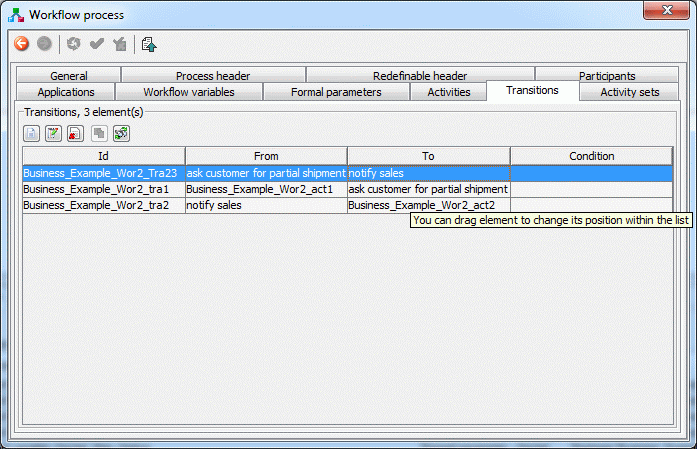 Workflow process
General Process header Redefinable header Participants
Applications Workflow variables Formal parameters Activities Transitions Activity sets
Transitions, 3 element(s)
Id From To Condition
Business_Example_Wor2_Tra23 ask customer for partial shipment notify sales
Business_Example_Wor2_tra1 Business_Example_Wor2_act1 ask customer for partial shipment
Business_Example_Wor2_tra2 notify sales Business_Example_Wor2_act2
You can drag element to change its position within the list